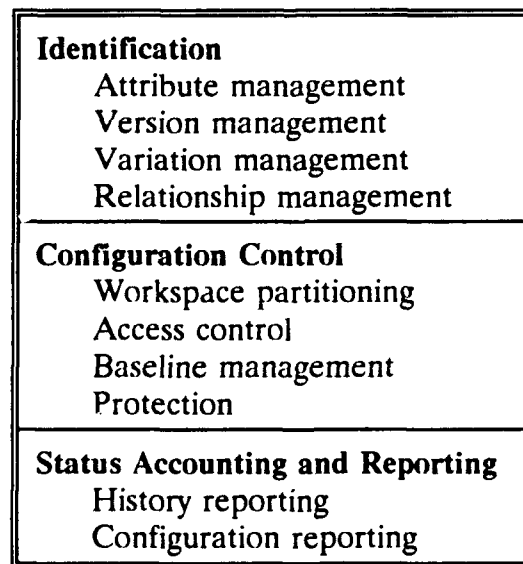 Identification
Attribute management
Version management
Variation management
Relationship management
Configuration Control
Workspace partitioning
Access control
Baseline management
Protection
Status Accounting and Reporting
History reporting
Configuration reporting